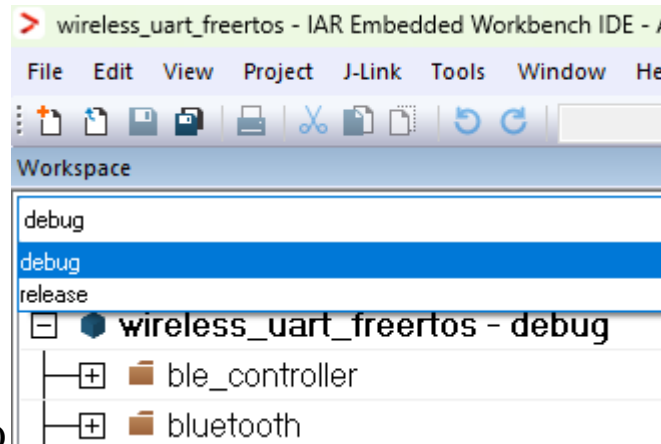 wireless_uart_freertos - IAR Embedded Workbench IDE -
File Edit View Project J-Link Tools Window He
Workspace
debug
debug
release
wireless_uart_freertos - debug
ble_controller
bluetooth